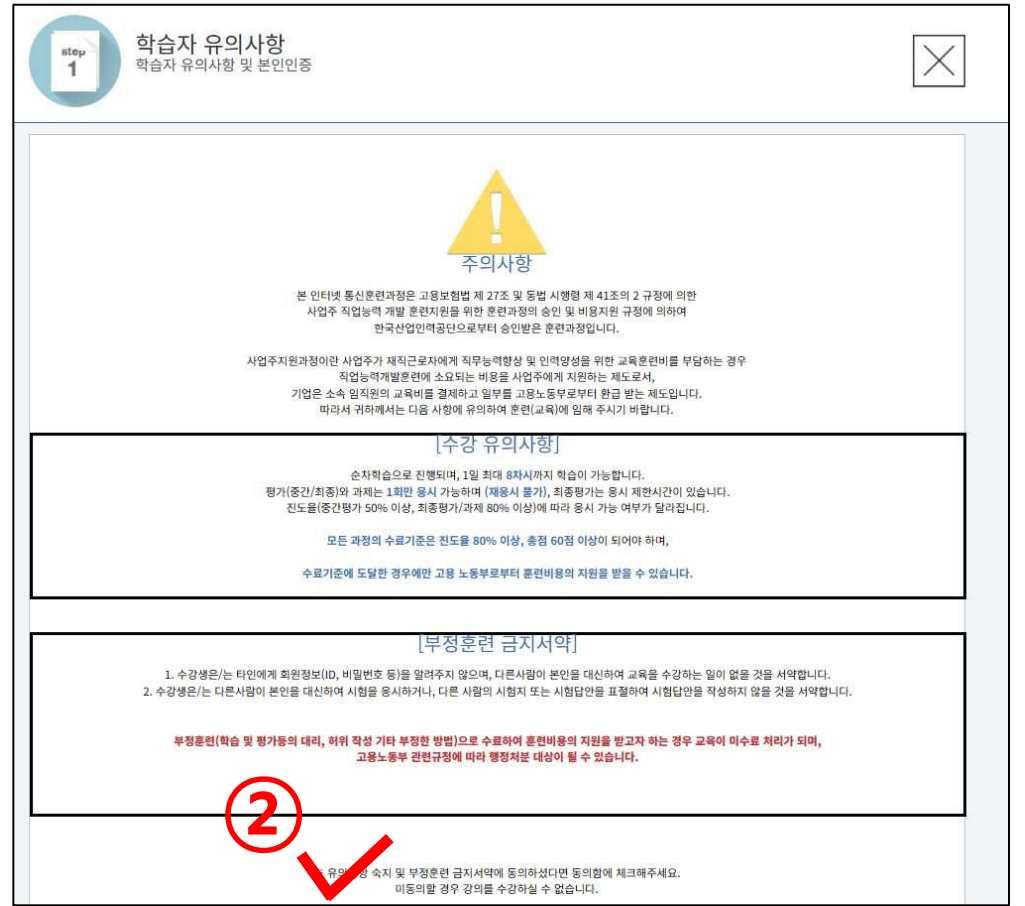 step
1
학습자 유의사항
학습자 유의사항 및 본인인증
주의사항
본 인터넷 통신훈련과정은 고용보험법 제 27조 및 동법 시행령 제 41조의 2 규정에 의한
사업주 직업능력 개발 훈련지원을 위한 훈련과정의 승인 및 비용지원 규정에 의하여
한국산업인력공단으로부터 승인받은 훈련과정입니다.
사업주지원과정이란 사업주가 재직근로자에게 직무능력향상 및 인력양성을 위한 교육훈련비를 부담하는 경우
직업능력개발훈련에 소요되는 비용을 사업주에게 지원하는 제도로서,
기업은 소속 임직원의 교육비를 결제하고 일부를 고용노동부로부터 환급 받는 제도입니다.
따라서 귀하께서는 다음 사항에 유의하여 훈련(교육)에 임해 주시기 바랍니다.
[수강 유의사항]
순차학습으로 진행되며, 1일 최대 8차시까지 학습이 가능합니다.
평가(중간/최종)와 과제는 1회만 응시 가능하며 (재응시 불가), 최종평가는 응시 제한시간이 있습니다.
진도율(중간평가 50% 이상, 최종평가/과제 80% 이상)에 따라 응시 가능 여부가 달라집니다.
모든 과정의 수료기준은 진도율 80% 이상, 총점 60점 이상이 되어야 하며,
수료기준에 도달한 경우에만 고용 노동부로부터 훈련비용의 지원을 받을 수 있습니다.
[부정훈련 금지서약]
1. 수강생은/는 타인에게 회원정보(ID, 비밀번호 등)을 알려주지 않으며, 다른사람이 본인을 대신하여 교육을 수강하는 일이 없을 것을 서약합니다.
2. 수강생은/는 다른사람이 본인을 대신하여 시험을 응시하거나, 다른 사람의 시험지 또는 시험답안을 표절하여 시험답안을 작성하지 않을 것을 서약합니다.
부정훈련(학습 및 평가등의 대리, 허위 작성 기타 부정한 방법)으로 수료하여 훈련비용의 지원을 받고자 하는 경우 교육이 미수료 처리가 되며,
고용노동부 관련규정에 따라 행정처분 대상이 될 수 있습니다.
②
숙지 및 부정훈련 금지서약에 동의하셨다면 동의함에 체크해주세요.
미동의할 경우 강의를 수강하실 수 없습니다.